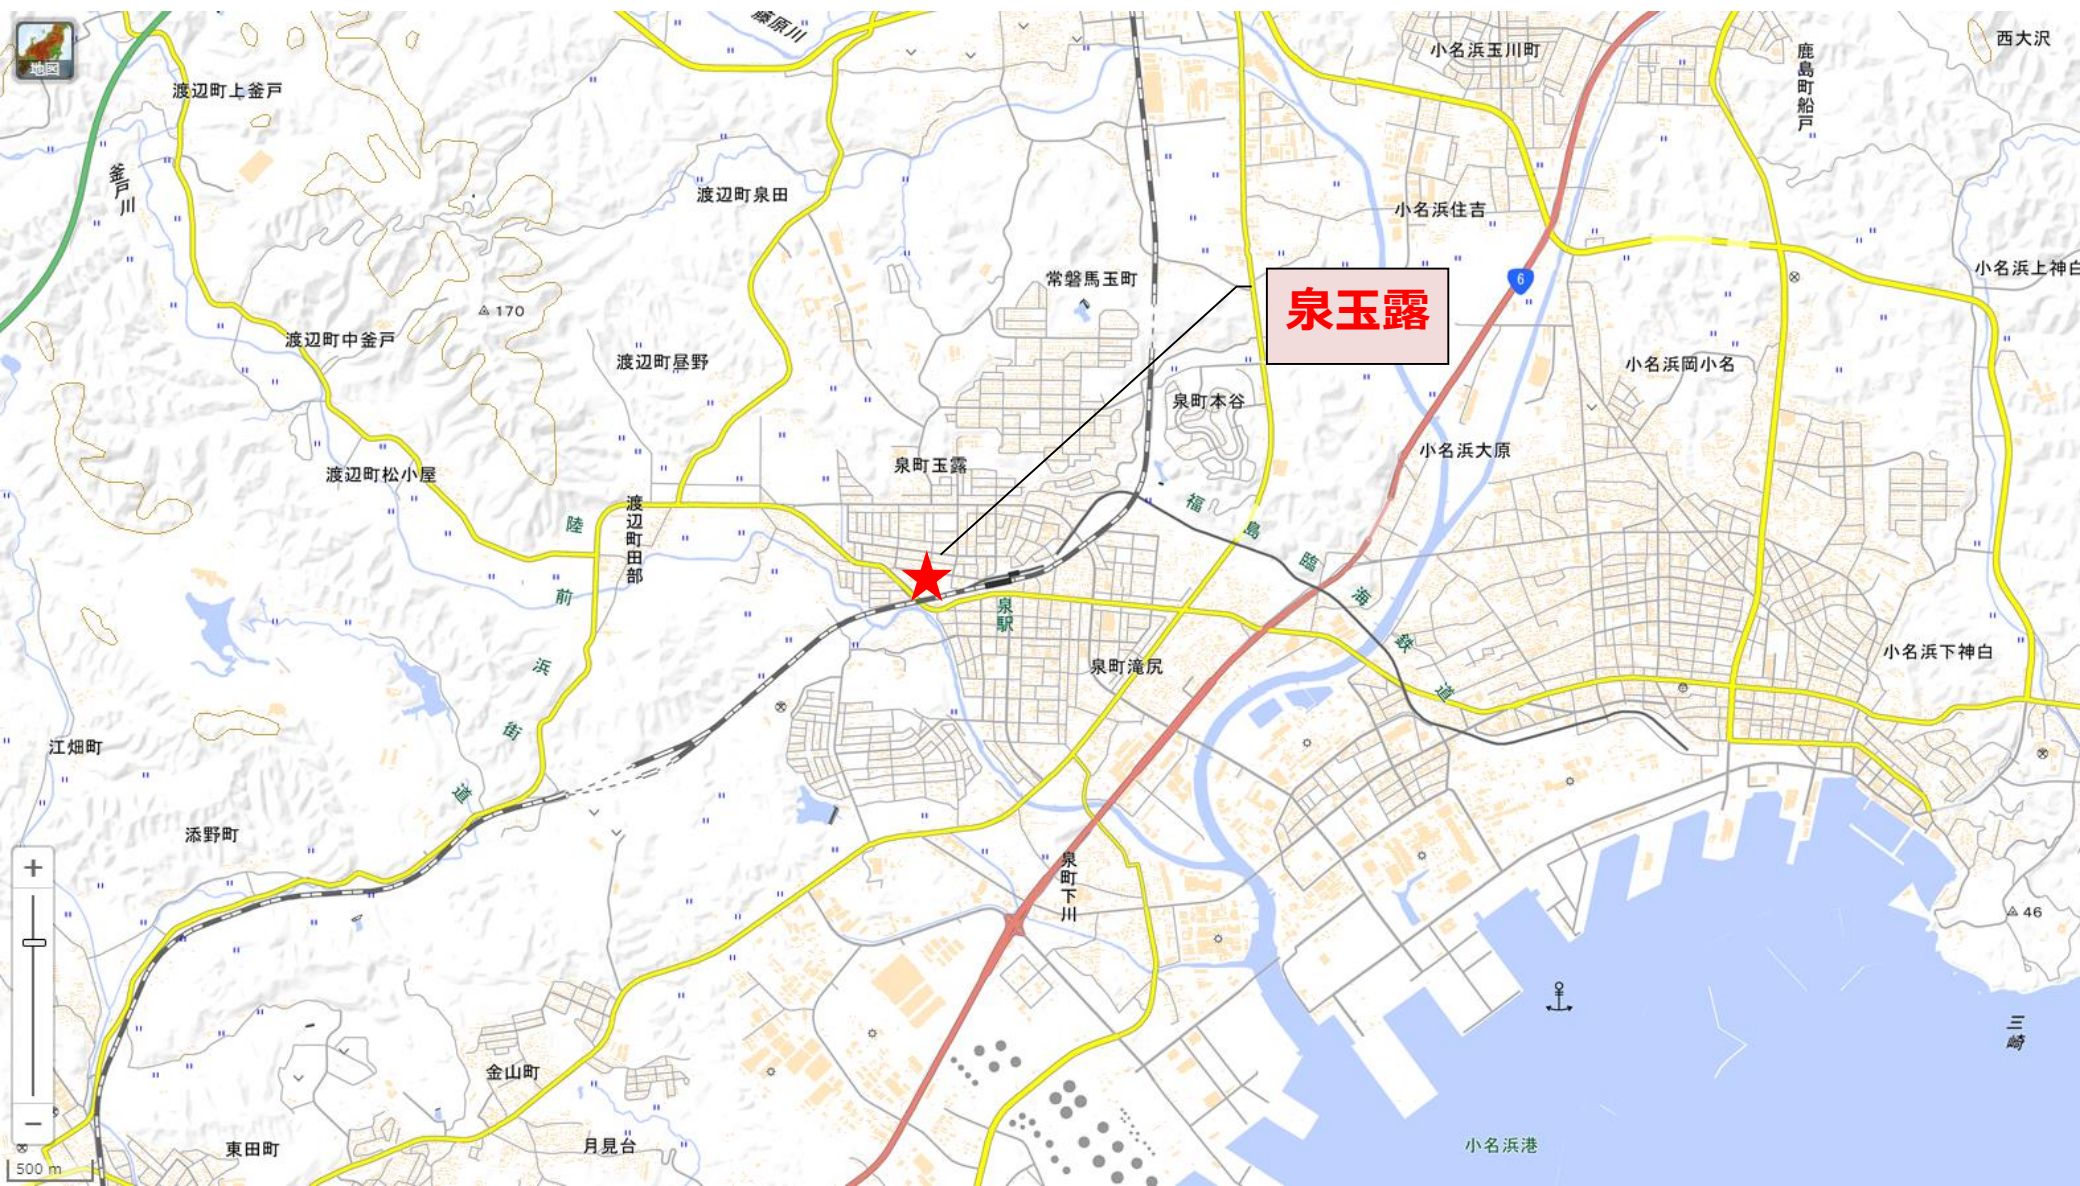 藤原川
地図
渡辺町上釜戸
釜戸川
渡辺町泉田
小名浜玉川町
鹿島町船戸
西大沢
小名浜住吉
常磐馬玉町
6
泉玉露
小名浜上神白
170
渡辺町中釜戸
渡辺町昼野
小名浜岡小名
泉町本谷
小名浜大原
泉町玉露
渡辺町松小屋
渡辺町田部
陸前浜街道
福島臨海鉄道
泉駅
泉町滝尻
小名浜下神白
江畑町
添野町
+
泉町下川
46
三崎
金山町
東田町
月見台
小名浜港
−
500 m